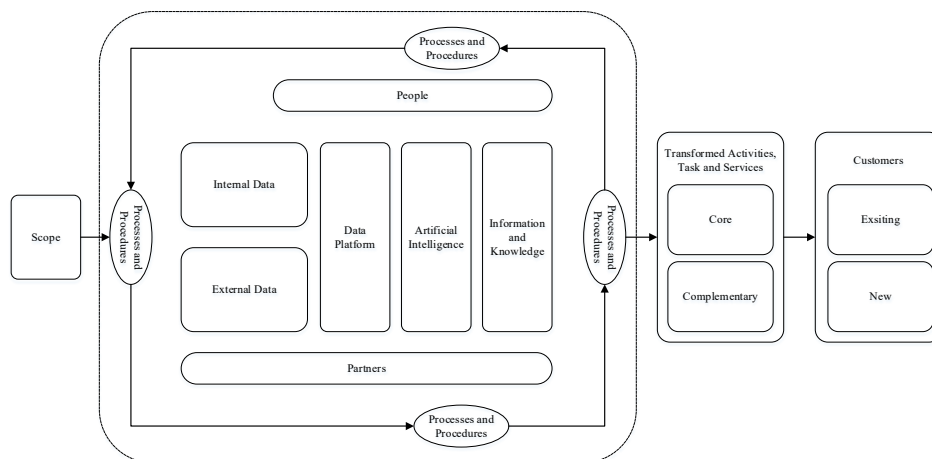 Processes and
Procedures
People
Scope
Processes and
Procedures
Internal Data
External Data
Data
Platform
Artificial
Intelligence
Information
and
Knowledge
Partners
Processes and
Procedures
Processes and
Procedures
Transformed Activities,
Task and Services
Core
Complementary
Customers
Exsiting
New